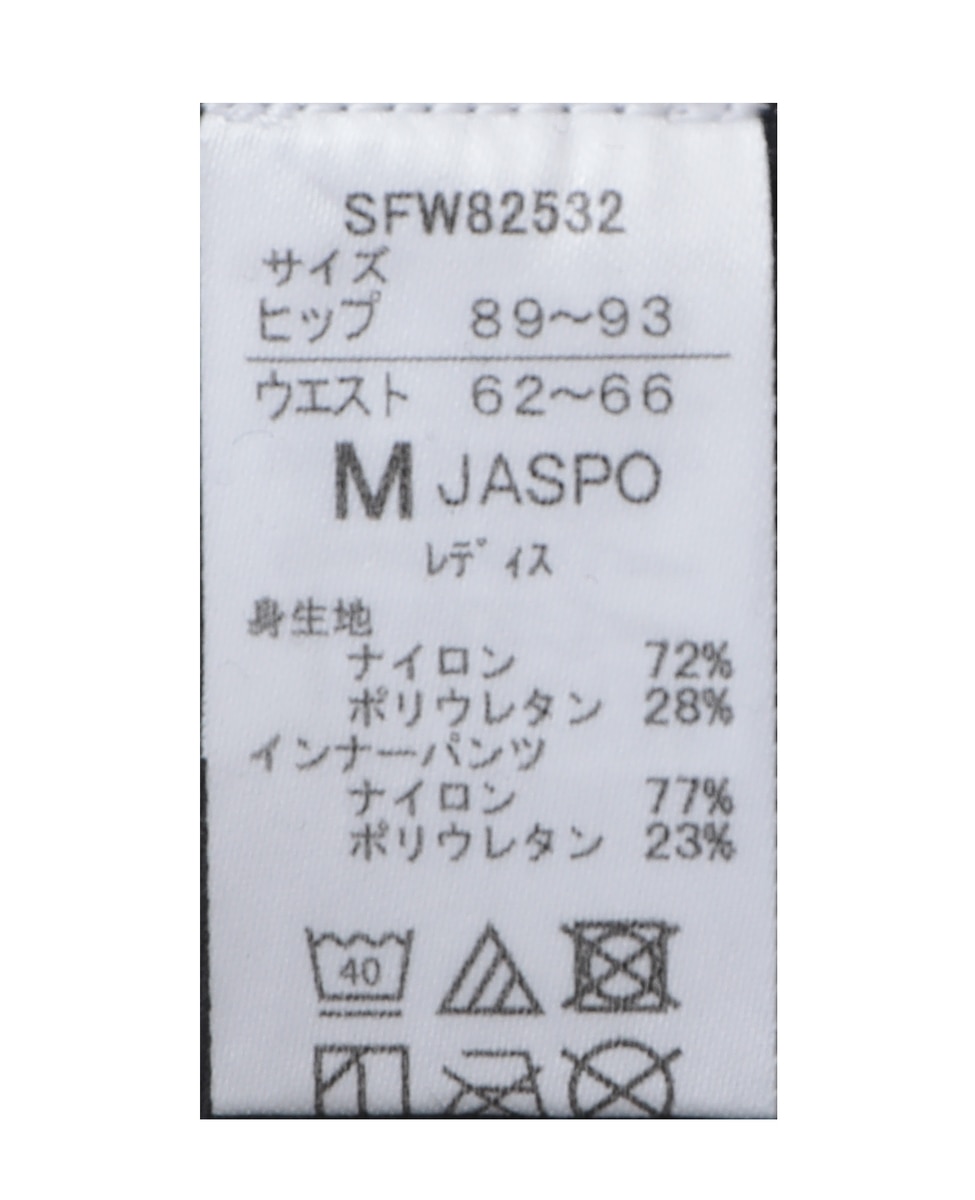 SFW82532
サイズ
ヒップ 89～93
ウエスト 62～66
M JASPO
レディス
身生地
ナイロン 72%
ポリウレタン 28%
インナーパンツ
ナイロン 77%
ポリウレタン 23%
40